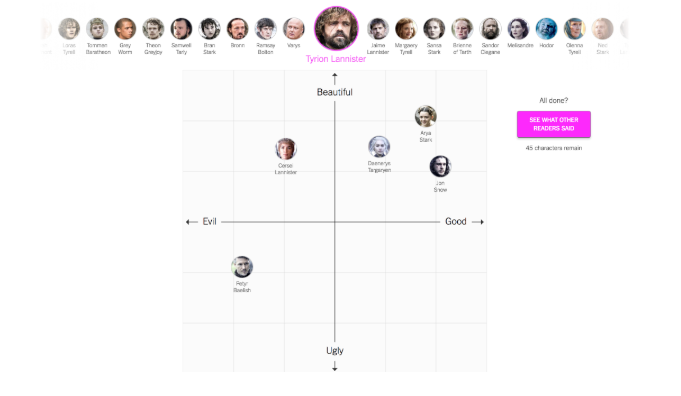 Loras Tyrell
Tommen Baratheon
Grey Worm
Theon Greyjoy
Samwell Tarly
Bran Stark
Bronn
Ramsay Bolton
Varys
Tyrion Lannister
Jaime Lannister
Margaery Tyrell
Sansa Stark
Brienne of Tarth
Sandor Clegane
Melisandre
Hodor
Olenna Tyrell
Ned Stark
Beautiful
All done?
SEE WHAT OTHER
READERS SAID
45 characters remain
Arya
Stark
Cersei
Lannister
Daenerys
Targaryen
Jon
Snow
Evil
Good
Petyr
Baelish
Ugly